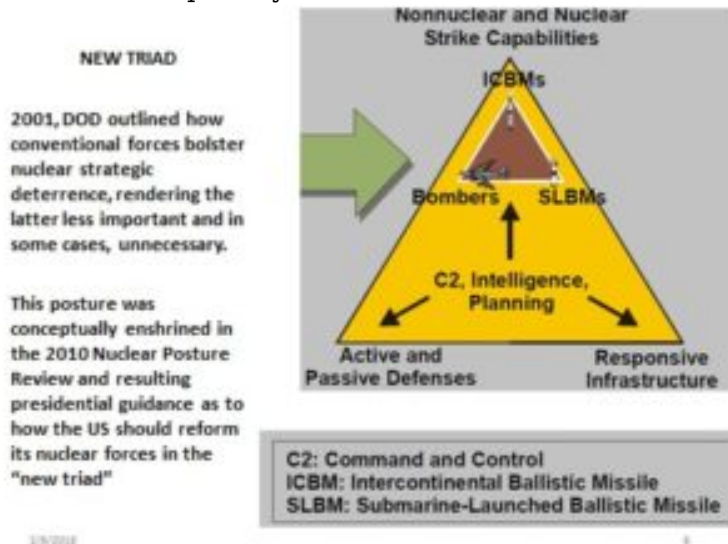 NEW TRIAD
2001, DOD outlined how
conventional forces bolster
nuclear strategic
deterrence, rendering the
latter less important and in
some cases, unnecessary.
This posture was
conceptually enshrined in
the 2010 Nuclear Posture
Review and resulting
presidential guidance as to
how the US should reform
its nuclear forces in the
"new triad"
Nonnuclear and Nuclear
Strike Capabilities
ICBMs
Bombers
SLBMs
C2, Intelligence,
Planning
Active and
Passive Defenses
Responsive
Infrastructure
C2: Command and Control
ICBM: Intercontinental Ballistic Missile
SLBM: Submarine-Launched Ballistic Missile